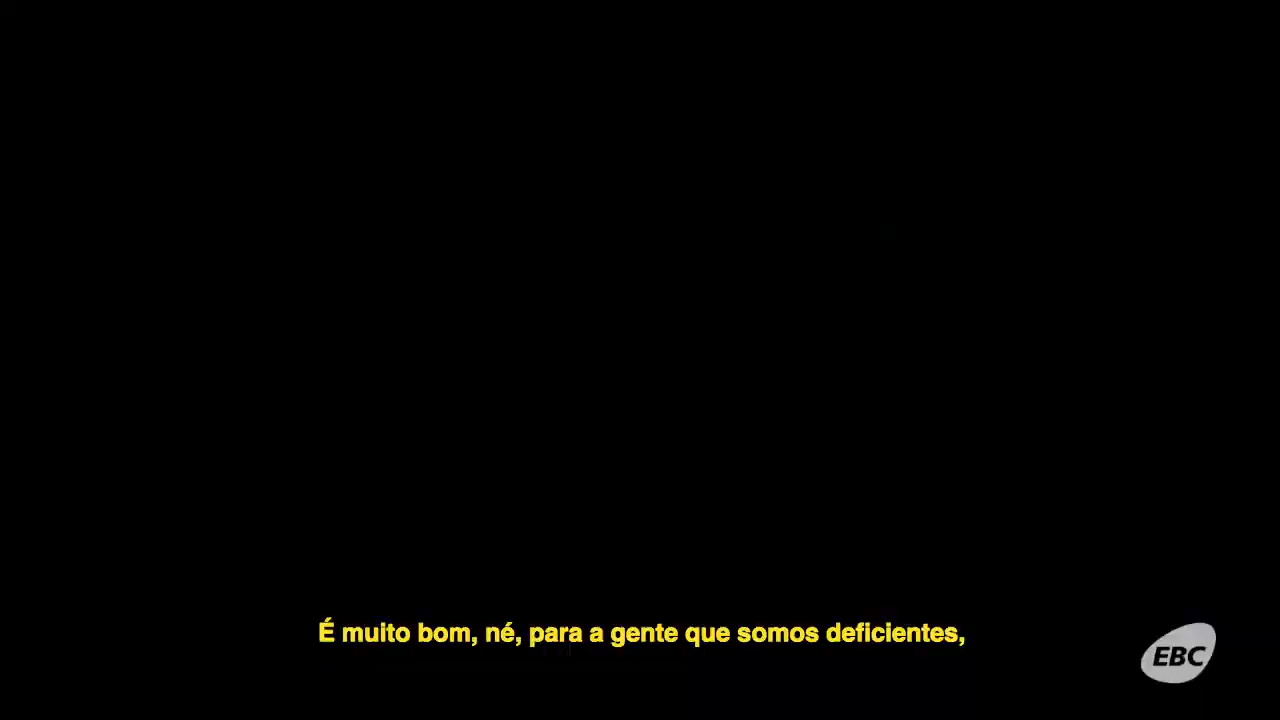 É muito bom, né, para a gente que somos deficientes,
EBC